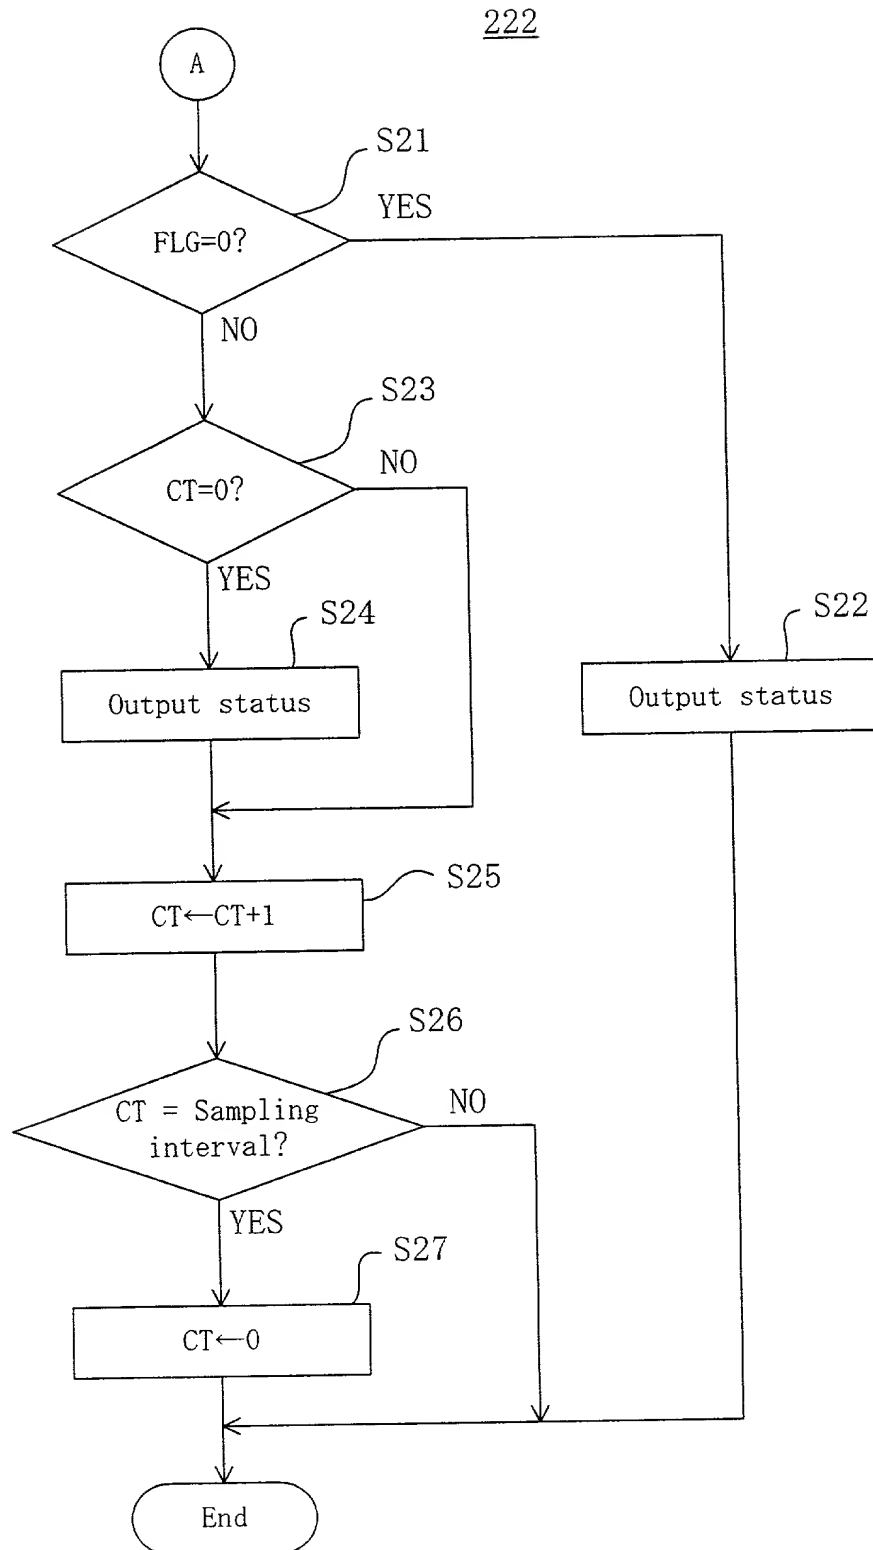 222
A
S21
YES
FLG=0?
NO
S23
NO
CT=0?
YES
S24
S22
Output status
Output status
S25
CT←CT+1
S26
NO
CT = Sampling
interval?
YES
S27
CT←0
End